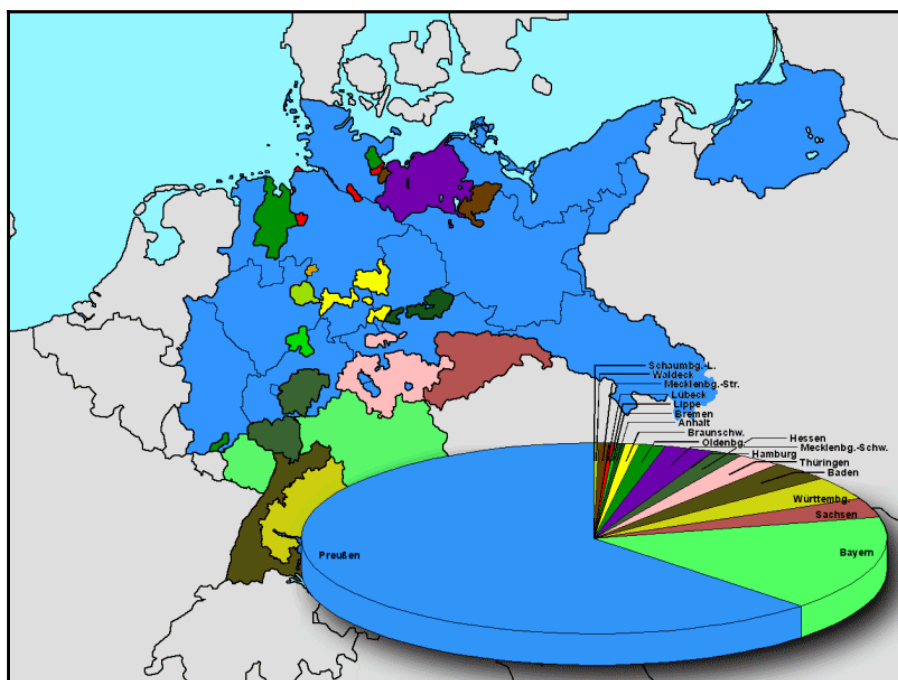 Schaumbg.-L.
Waldeck
Mecklenbg.-Str.
Lübeck
Lippe
Bremen
Anhalt
Braunschw.
Oldenbg.
Hessen
Mecklenbg.-Schw.
Hamburg
Thüringen
Baden
Württembg.
Sachsen
Preußen
Bayern